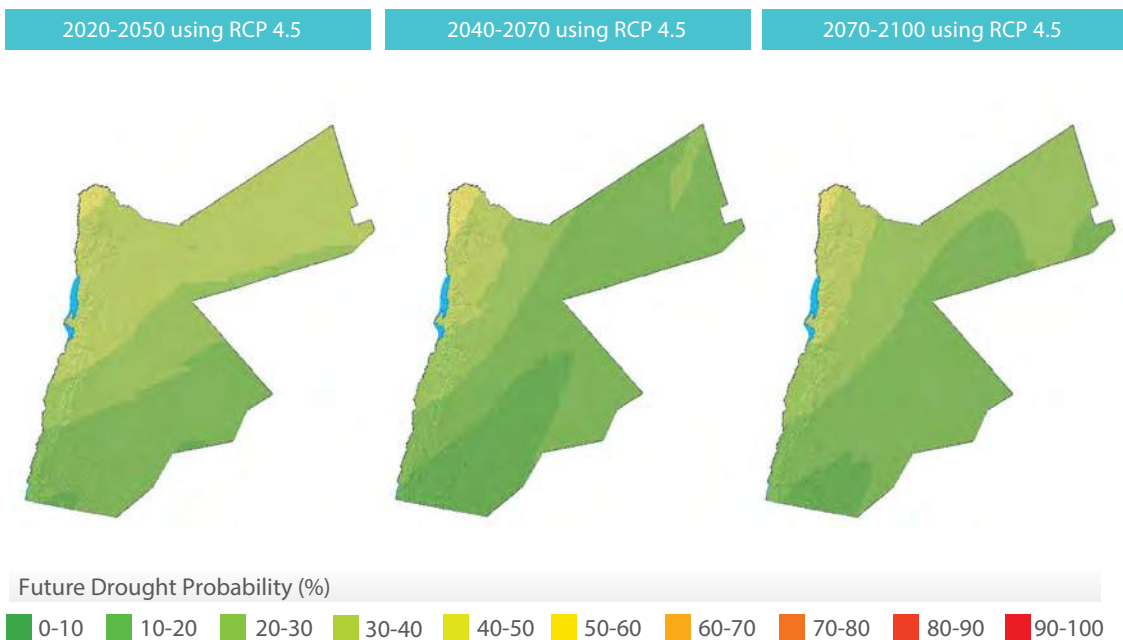 2020-2050 using RCP 4.5
2040-2070 using RCP 4.5
2070-2100 using RCP 4.5
Future Drought Probability (%)
0-10 10-20 20-30 30-40 40-50 50-60 60-70 70-80 80-90 90-100